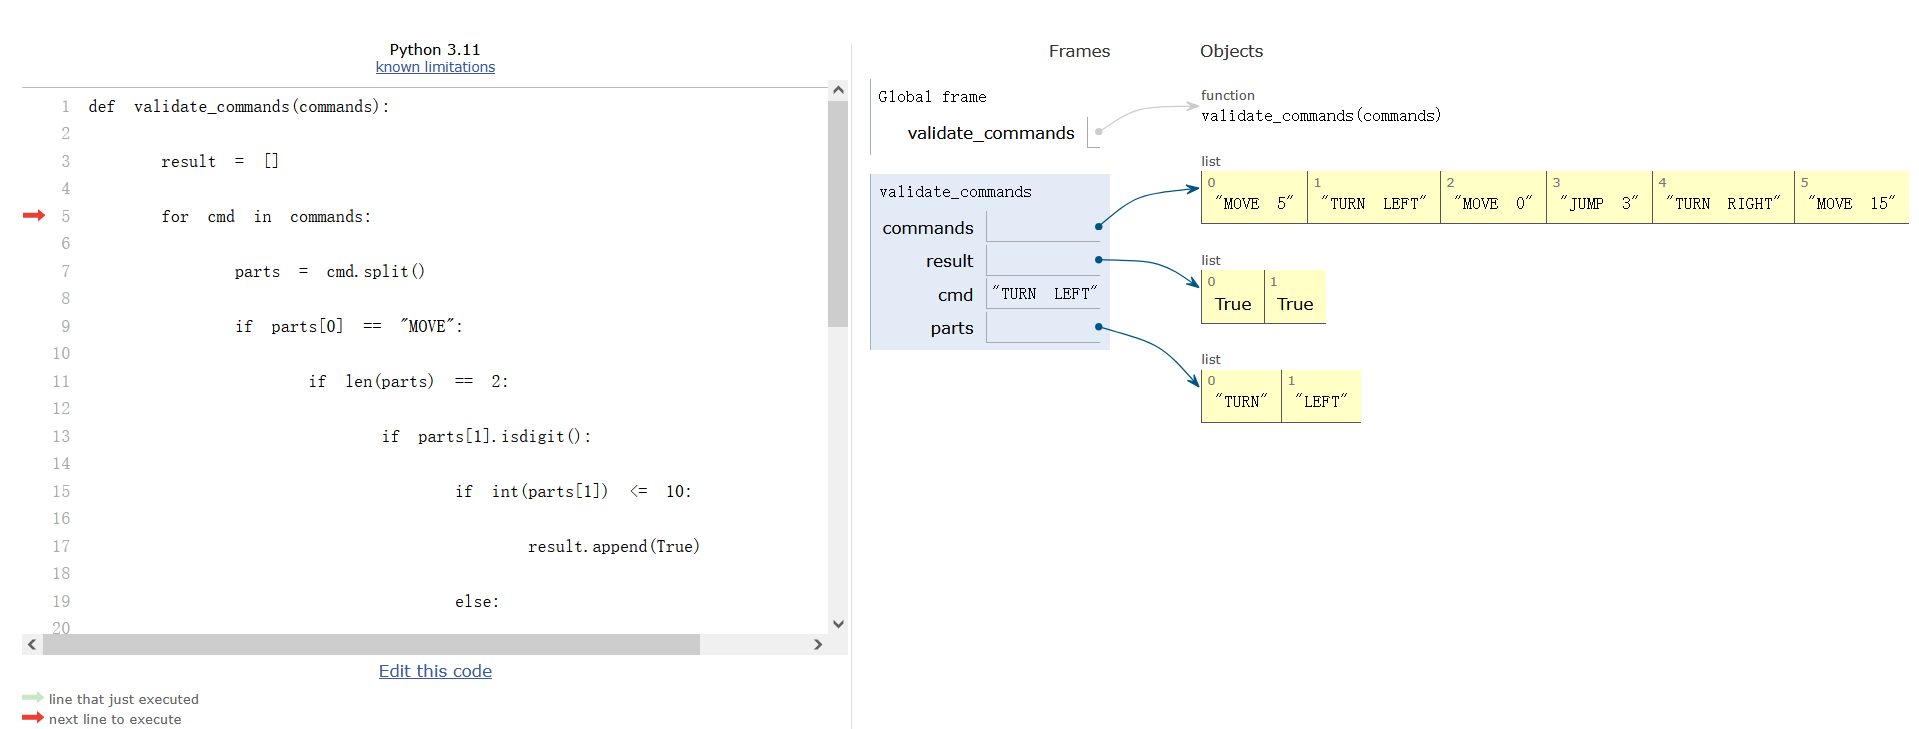 Python 3.11
known limitations
1 def validate_commands(commands):
2
3 result = []
4
5 for cmd in commands:
6
7 parts = cmd.split()
8
9 if parts[0] == "MOVE":
10
11 if len(parts) == 2:
12
13 if parts[1].isdigit():
14
15 if int(parts[1]) <= 10:
16
17 result.append(True)
18
19 else:
20
Edit this code
line that just executed
next line to execute
Frames
Global frame
validate_commands
validate_commands
commands
result
cmd "TURN LEFT"
parts
Objects
function
validate_commands(commands)
list
0 1 2 3 4 5
"MOVE 5" "TURN LEFT" "MOVE 0" "JUMP 3" "TURN RIGHT" "MOVE 15"
list
0 1
True True
list
0 1
"TURN" "LEFT"